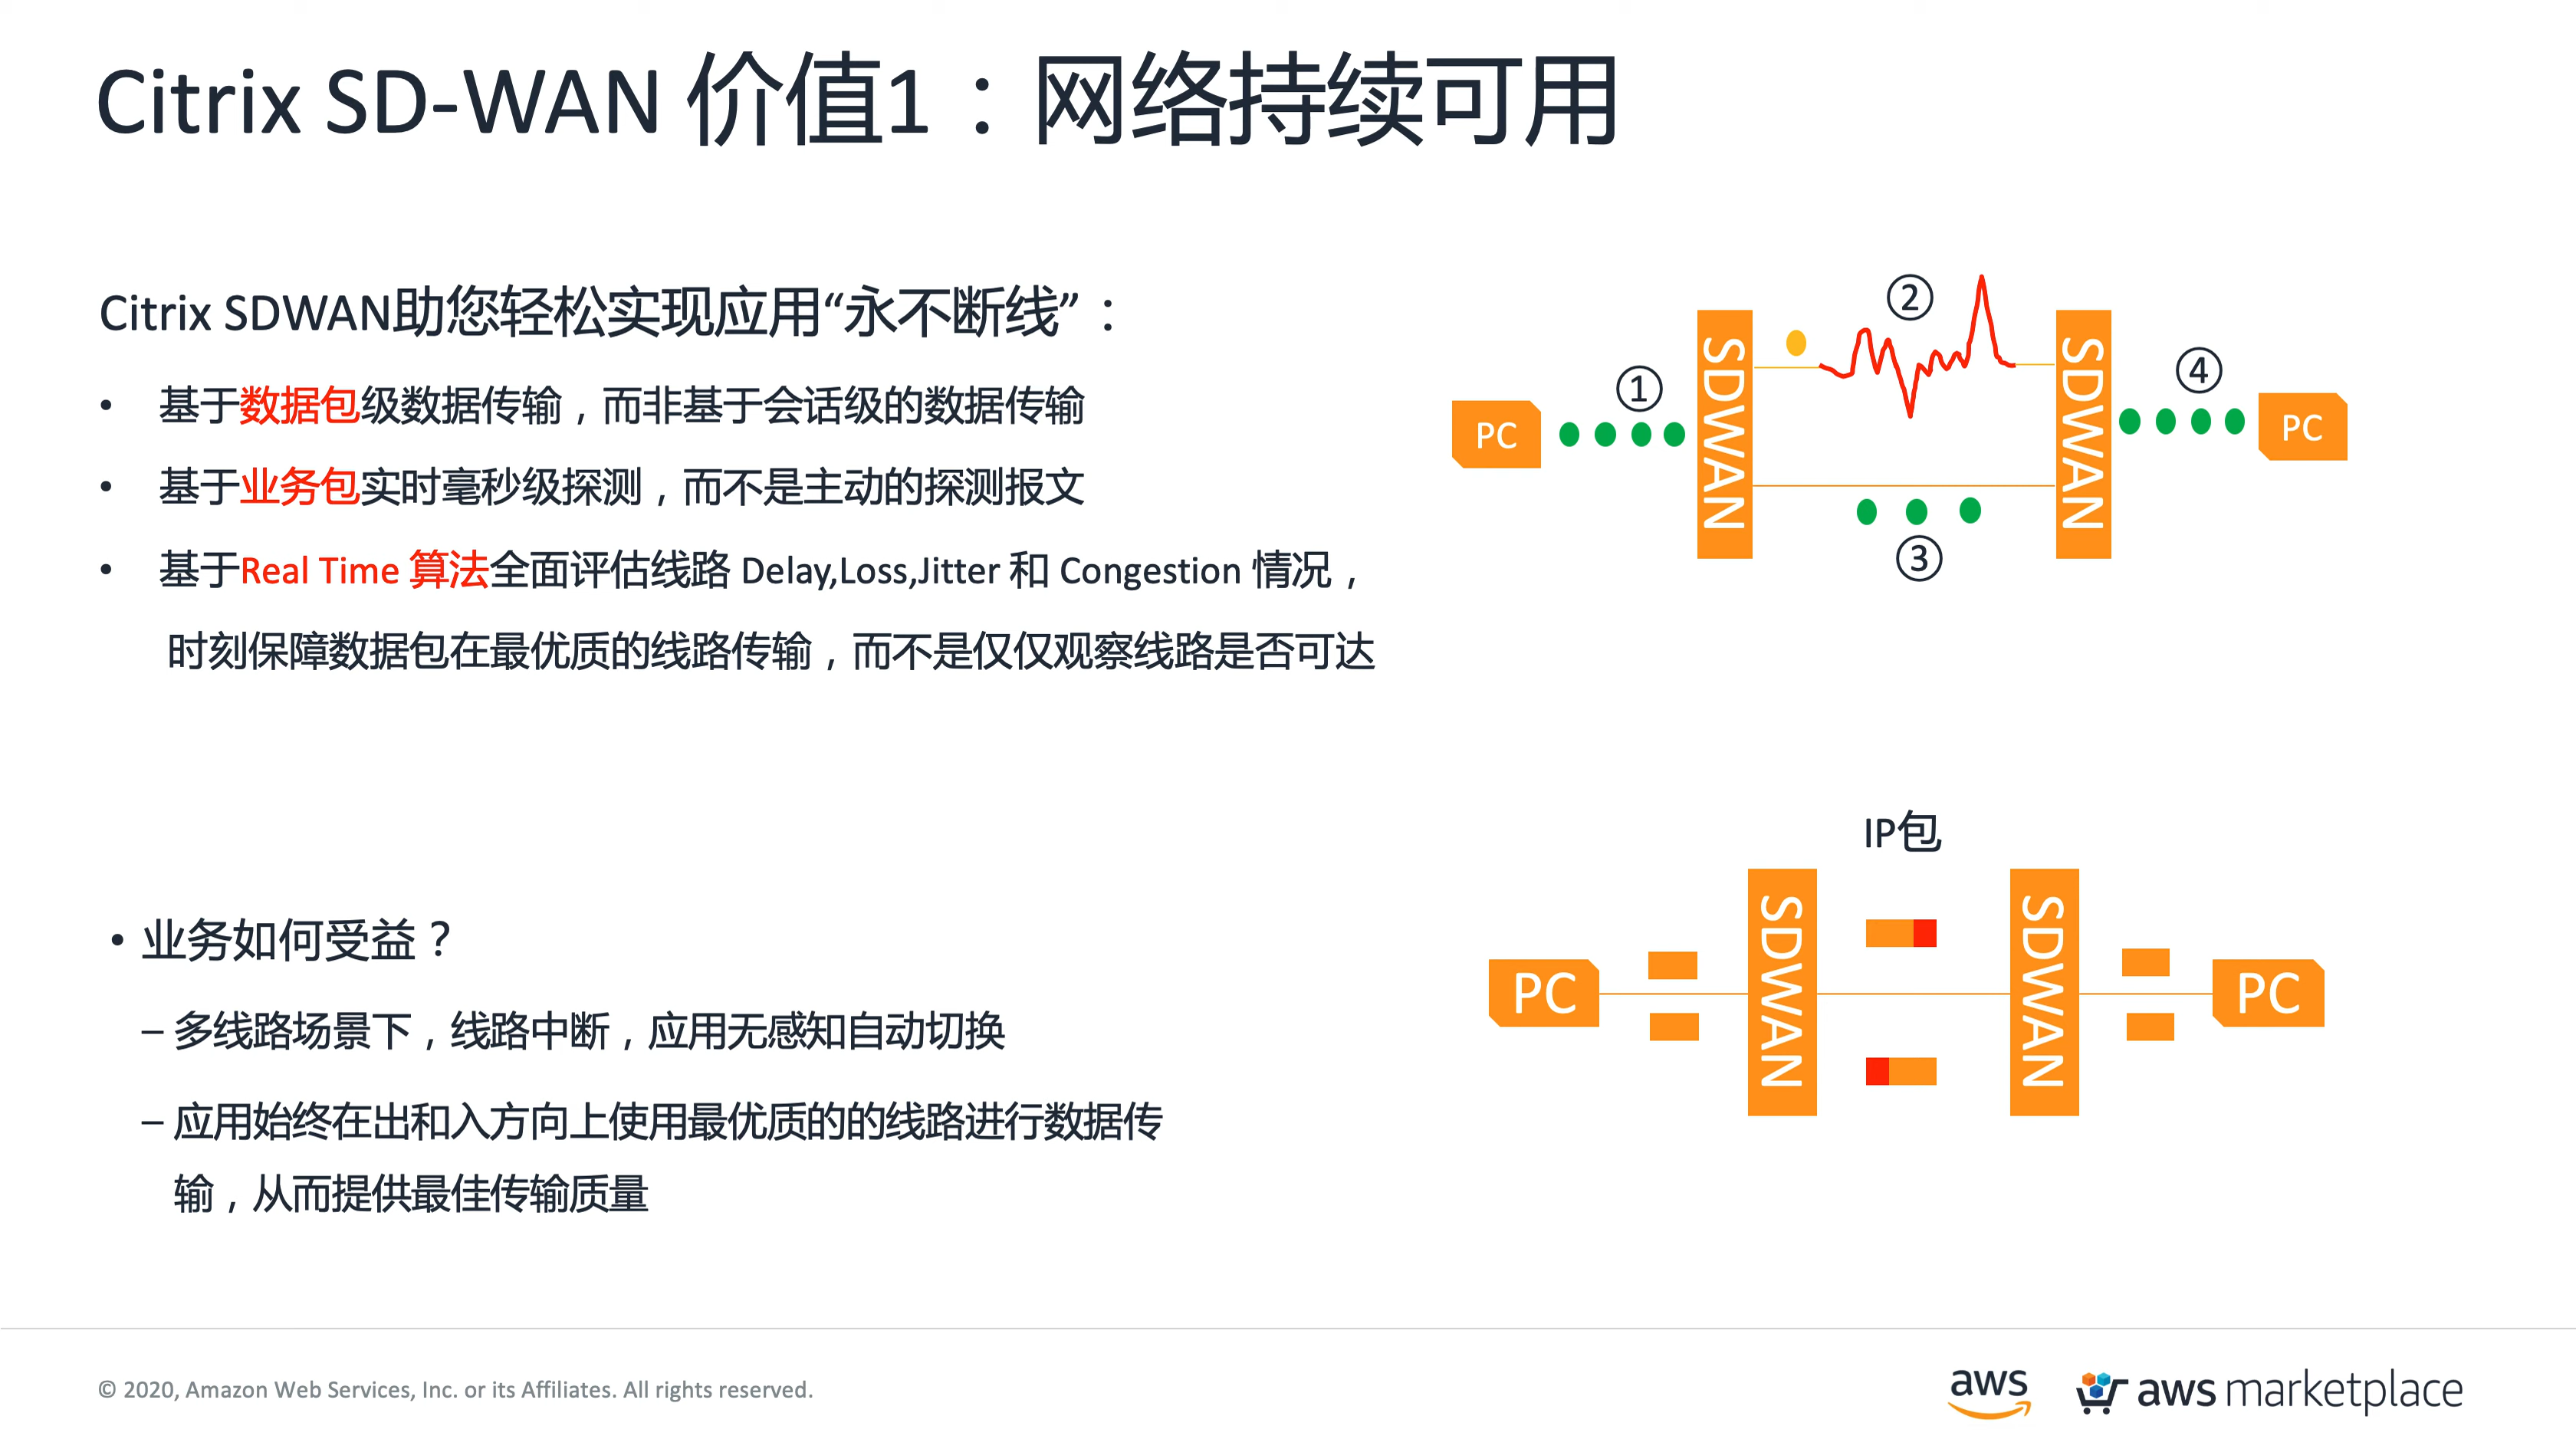 Citrix SD-WAN 价值1：网络持续可用
Citrix SDWAN助您轻松实现应用“永不断线”：
• 基于数据包级数据传输，而非基于会话级的数据传输
• 基于业务包实时毫秒级探测，而不是主动的探测报文
• 基于Real Time 算法全面评估线路 Delay,Loss,Jitter 和 Congestion 情况，
时刻保障数据包在最优质的线路传输，而不是仅仅观察线路是否可达
PC
①
SDWAN
②
③
SDWAN
④
PC
• 业务如何受益？
– 多线路场景下，线路中断，应用无感知自动切换
– 应用始终在出和入方向上使用最优质的的线路进行数据传
输，从而提供最佳传输质量
IP包
PC
SDWAN
SDWAN
PC
© 2020, Amazon Web Services, Inc. or its Affiliates. All rights reserved.
aws
aws marketplace